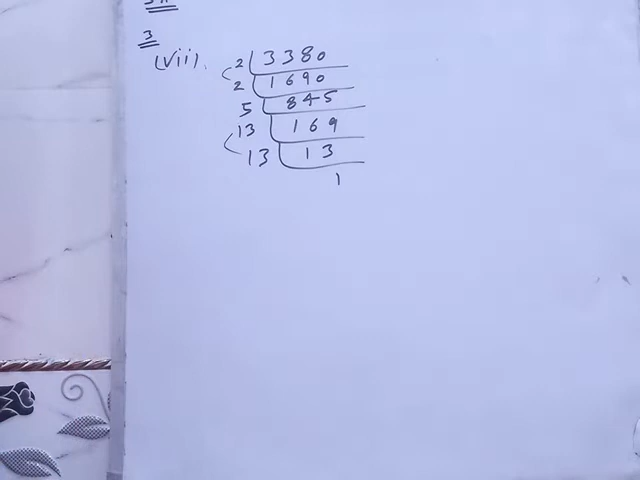 3
(vii).
2 | 3380
2 | 1690
5 | 845
13 | 169
13 | 13
1